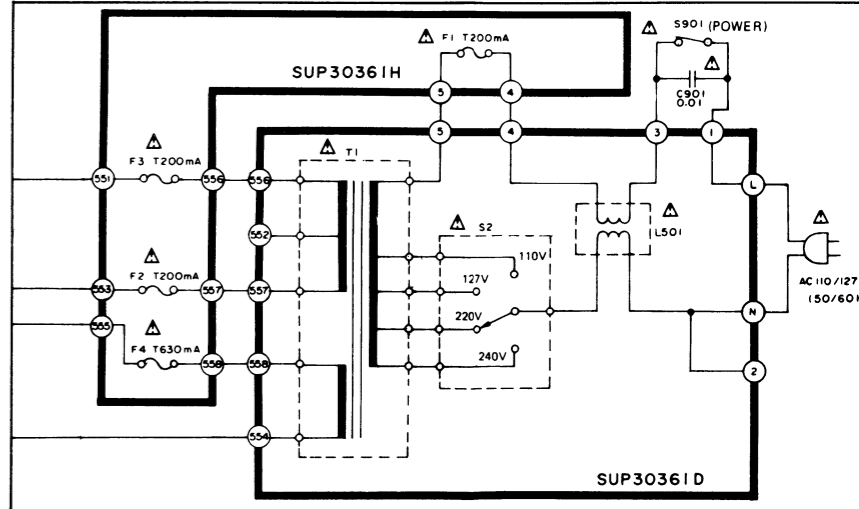 S901 (POWER)
F1 T200mA
SUP30361H
C901
0.01
5
4
5
4
3
1
T1
F3 T200mA
551
556
556
L
S2
L501
552
110V
F2 T200mA
127V
AC 110/127
(50/60
553
557
557
N
220V
555
F4 T630mA
240V
558
558
2
554
SUP30361D